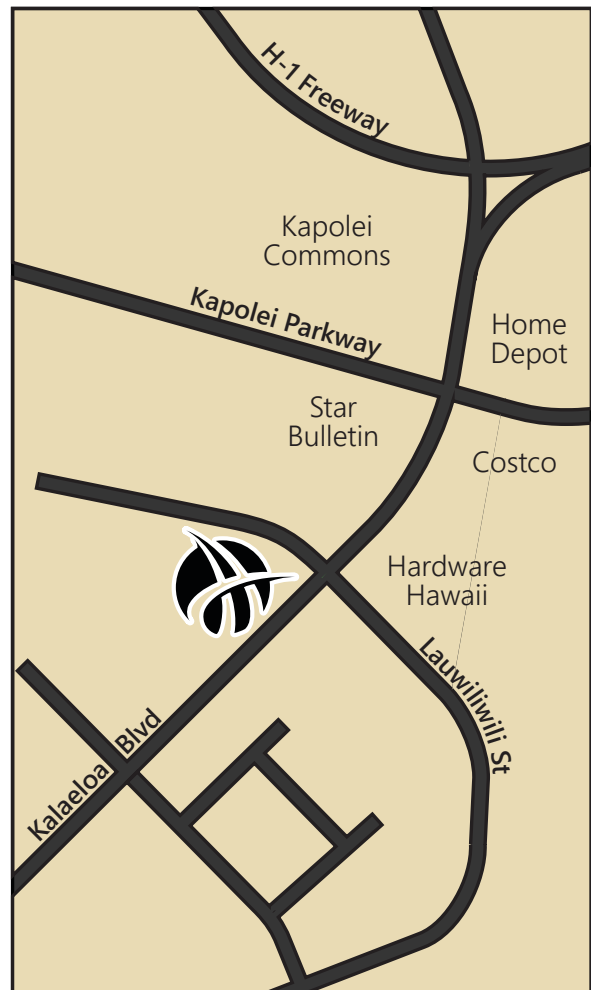 H-1 Freeway
Kapolei
Commons
Kapolei Parkway
Home
Depot
Star
Bulletin
Costco
Hardware
Hawaii
Lauwiliwili St
Kalaeloa Blvd